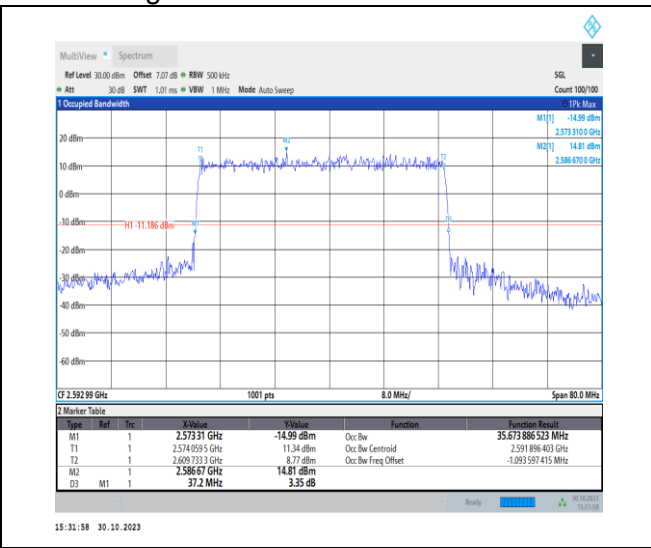 MultiView Spectrum
Ref Level 30.00 dBm Offset 7.07 dB RBW 500 kHz SGL
Att 30 dB SWT 1.01 ms VBW 1 MHz Mode Auto Sweep Count 100/100
1 Occupied Bandwidth 1Pk Max
M1[1] -14.99 dBm
2.573 310 0 GHz
M2[1] 14.81 dBm
2.586 670 0 GHz
20 dBm
M2
T1
T2
10 dBm
0 dBm
-10 dBm
H1 -11.186 dBm
M1
D3
-20 dBm
-30 dBm
-40 dBm
-50 dBm
-60 dBm
CF 2.592 99 GHz 1001 pts 8.0 MHz/ Span 80.0 MHz
2 Marker Table
Type Ref Trc X-Value Y-Value Function Function Result
M1 1 2.573 31 GHz -14.99 dBm Occ Bw 35.673 886 523 MHz
T1 1 2.574 059 5 GHz 11.34 dBm Occ Bw Centroid 2.591 896 403 GHz
T2 1 2.609 733 3 GHz 8.77 dBm Occ Bw Freq Offset -1.093 597 415 MHz
M2 1 2.586 67 GHz 14.81 dBm
D3 M1 1 37.2 MHz 3.35 dB
Ready 30.10.2023
15:31:58
15:31:58 30.10.2023